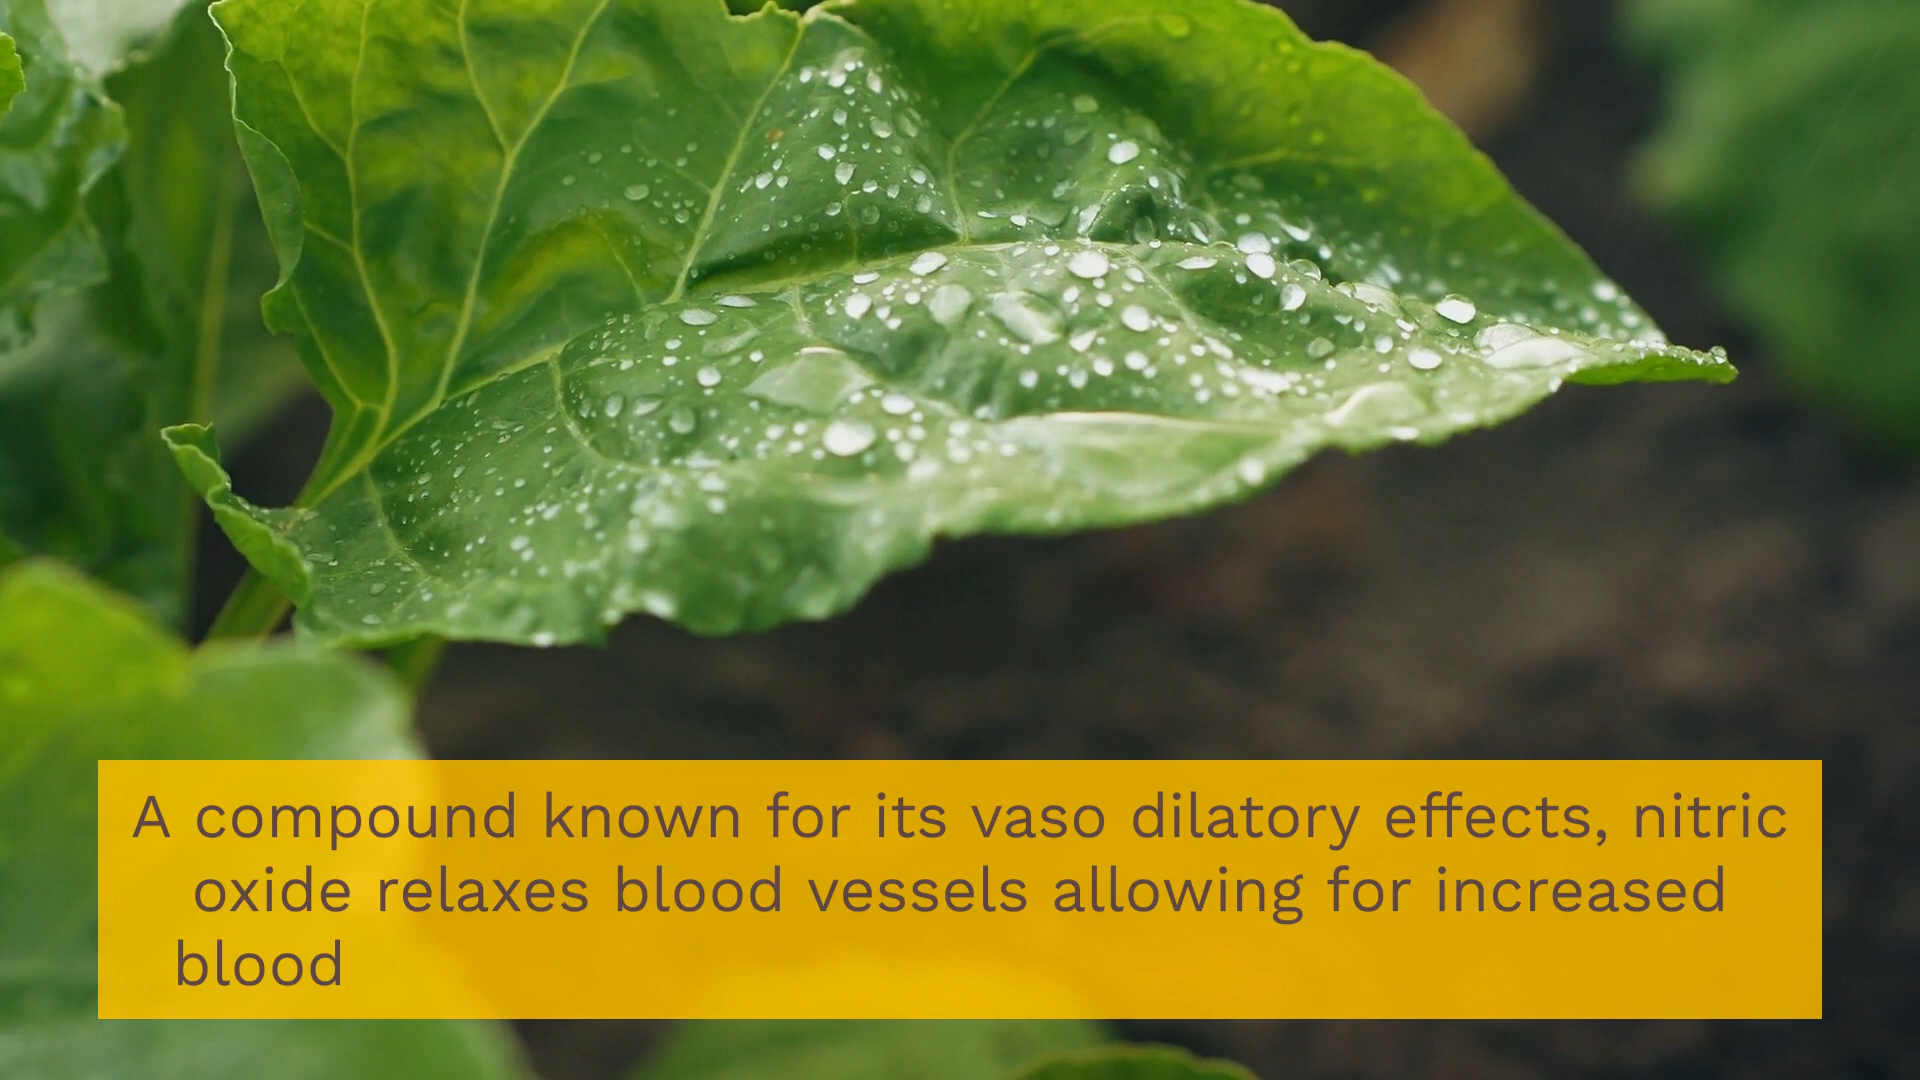 A compound known for its vaso dilatory effects, nitric
oxide relaxes blood vessels allowing for increased
blood